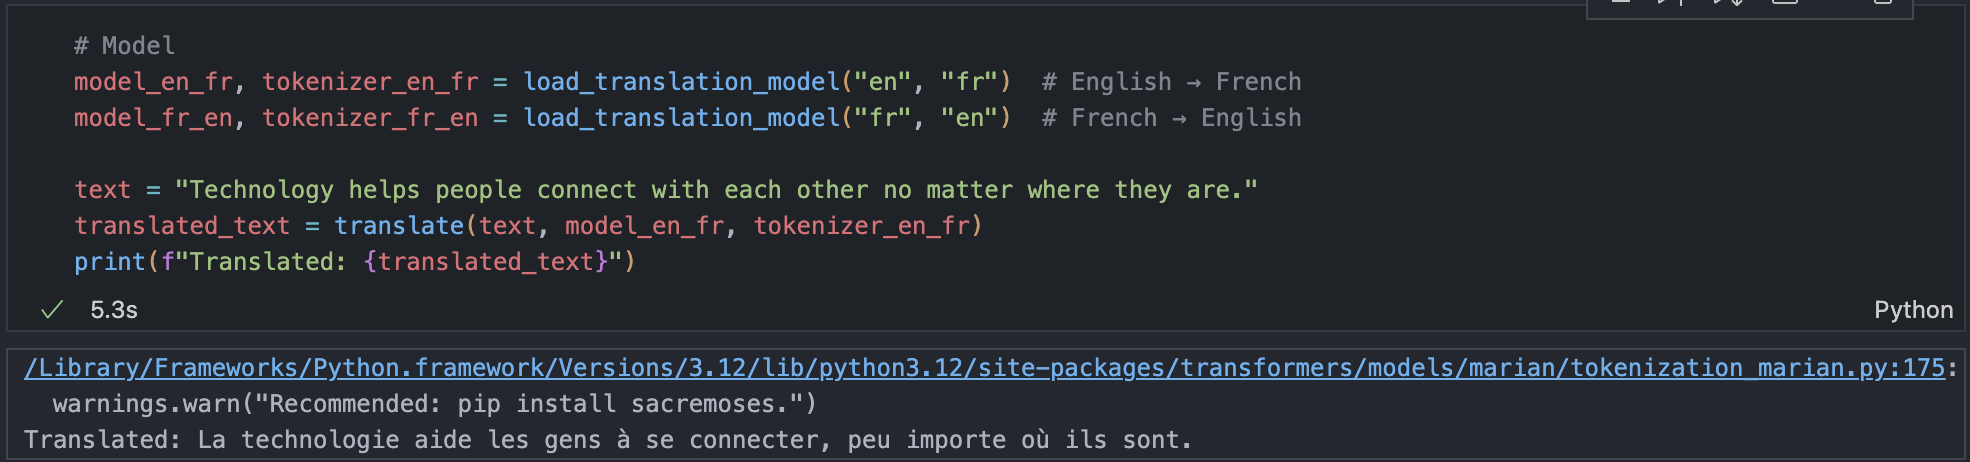 # Model
model_en_fr, tokenizer_en_fr = load_translation_model("en", "fr")  # English → French
model_fr_en, tokenizer_fr_en = load_translation_model("fr", "en")  # French → English
text = "Technology helps people connect with each other no matter where they are."
translated_text = translate(text, model_en_fr, tokenizer_en_fr)
print(f"Translated: {translated_text}")
5.3s Python
/Library/Frameworks/Python.framework/Versions/3.12/lib/python3.12/site-packages/transformers/models/marian/tokenization_marian.py:175:
warnings.warn("Recommended: pip install sacremoses.")
Translated: La technologie aide les gens à se connecter, peu importe où ils sont.